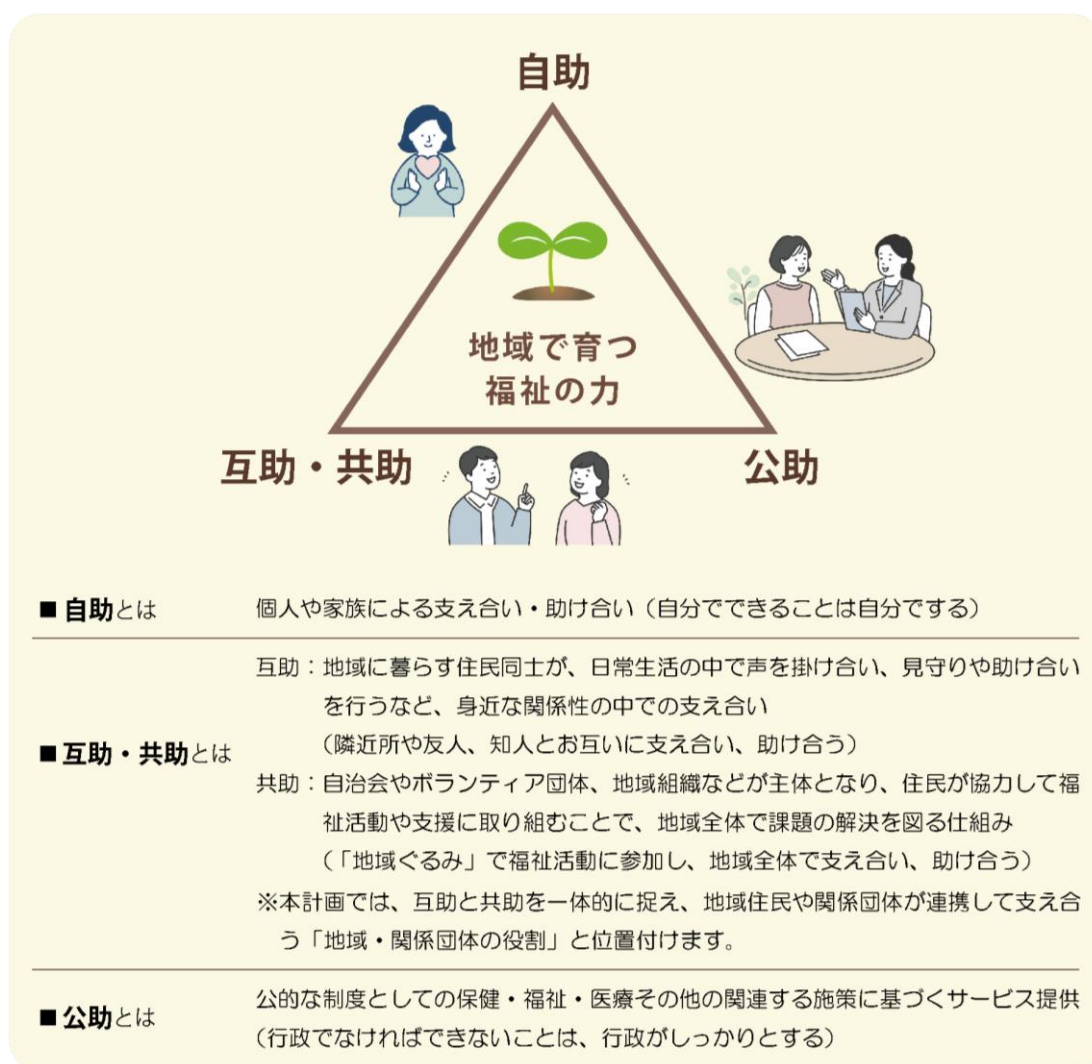 自助
地域で育つ
福祉の力
互助・共助
公助
■自助とは
個人や家族による支え合い・助け合い（自分でできることは自分でする）
■互助・共助とは
互助：地域に暮らす住民同士が、日常生活の中で声を掛け合い、見守りや助け合い
を行うなど、身近な関係性の中での支え合い
（隣近所や友人、知人とお互いに支え合い、助け合う）
共助：自治会やボランティア団体、地域組織などが主体となり、住民が協力して福
祉活動や支援に取り組むことで、地域全体で課題の解決を図る仕組み
（「地域ぐるみ」で福祉活動に参加し、地域全体で支え合い、助け合う）
※本計画では、互助と共助を一体的に捉え、地域住民や関係団体が連携して支え合
う「地域・関係団体の役割」と位置付けます。
■公助とは
公的な制度としての保健・福祉・医療その他の関連する施策に基づくサービス提供
（行政でなければできないことは、行政がしっかりとする）